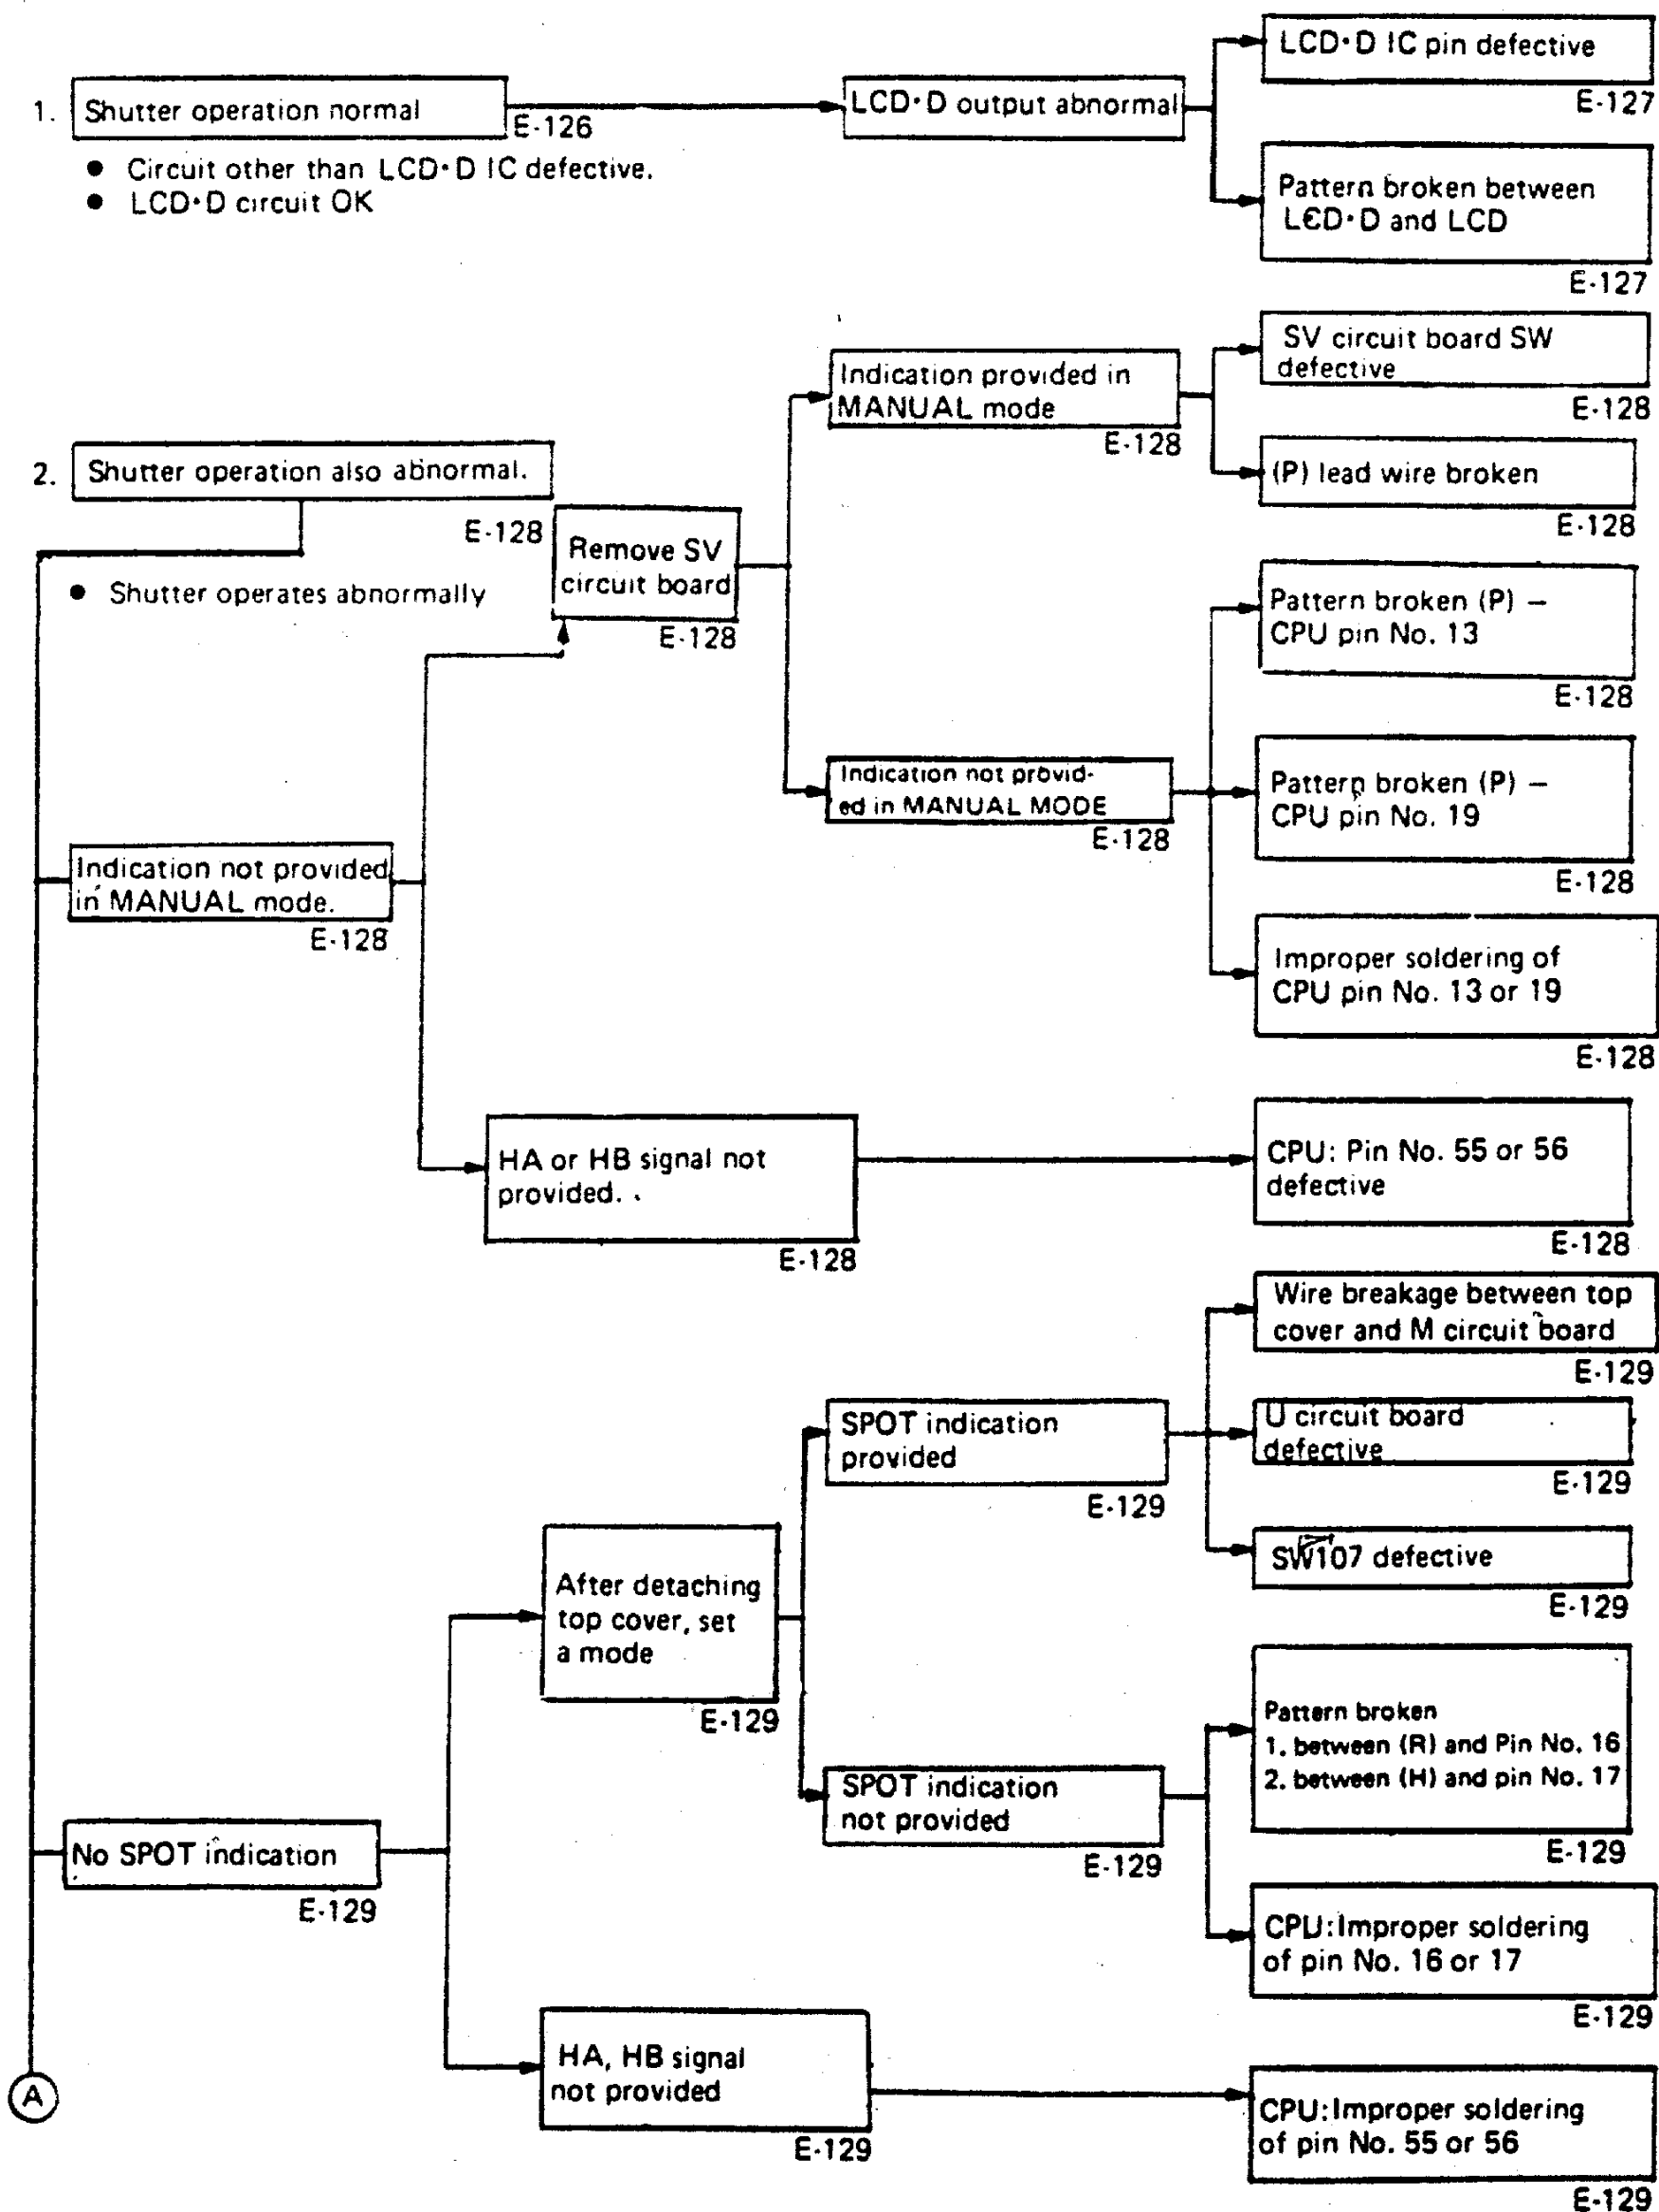 1. Shutter operation normal
E-126
● Circuit other than LCD·D IC defective.
● LCD·D circuit OK
LCD·D output abnormal
LCD·D IC pin defective
E-127
Pattern broken between
LCD·D and LCD
E-127
2. Shutter operation also abnormal.
E-128
● Shutter operates abnormally
Indication not provided
in MANUAL mode.
E-128
Remove SV
circuit board
E-128
Indication provided in
MANUAL mode
E-128
SV circuit board SW
defective
E-128
(P) lead wire broken
E-128
Indication not provid-
ed in MANUAL MODE
E-128
Pattern broken (P) –
CPU pin No. 13
E-128
Pattern broken (P) –
CPU pin No. 19
E-128
Improper soldering of
CPU pin No. 13 or 19
E-128
HA or HB signal not
provided.
E-128
CPU: Pin No. 55 or 56
defective
E-128
No SPOT indication
E-129
After detaching
top cover, set
a mode
E-129
SPOT indication
provided
E-129
Wire breakage between top
cover and M circuit board
E-129
U circuit board
defective
E-129
SW107 defective
E-129
SPOT indication
not provided
E-129
Pattern broken
1. between (R) and Pin No. 16
2. between (H) and pin No. 17
E-129
CPU:Improper soldering
of pin No. 16 or 17
E-129
HA, HB signal
not provided
E-129
CPU:Improper soldering
of pin No. 55 or 56
E-129
A